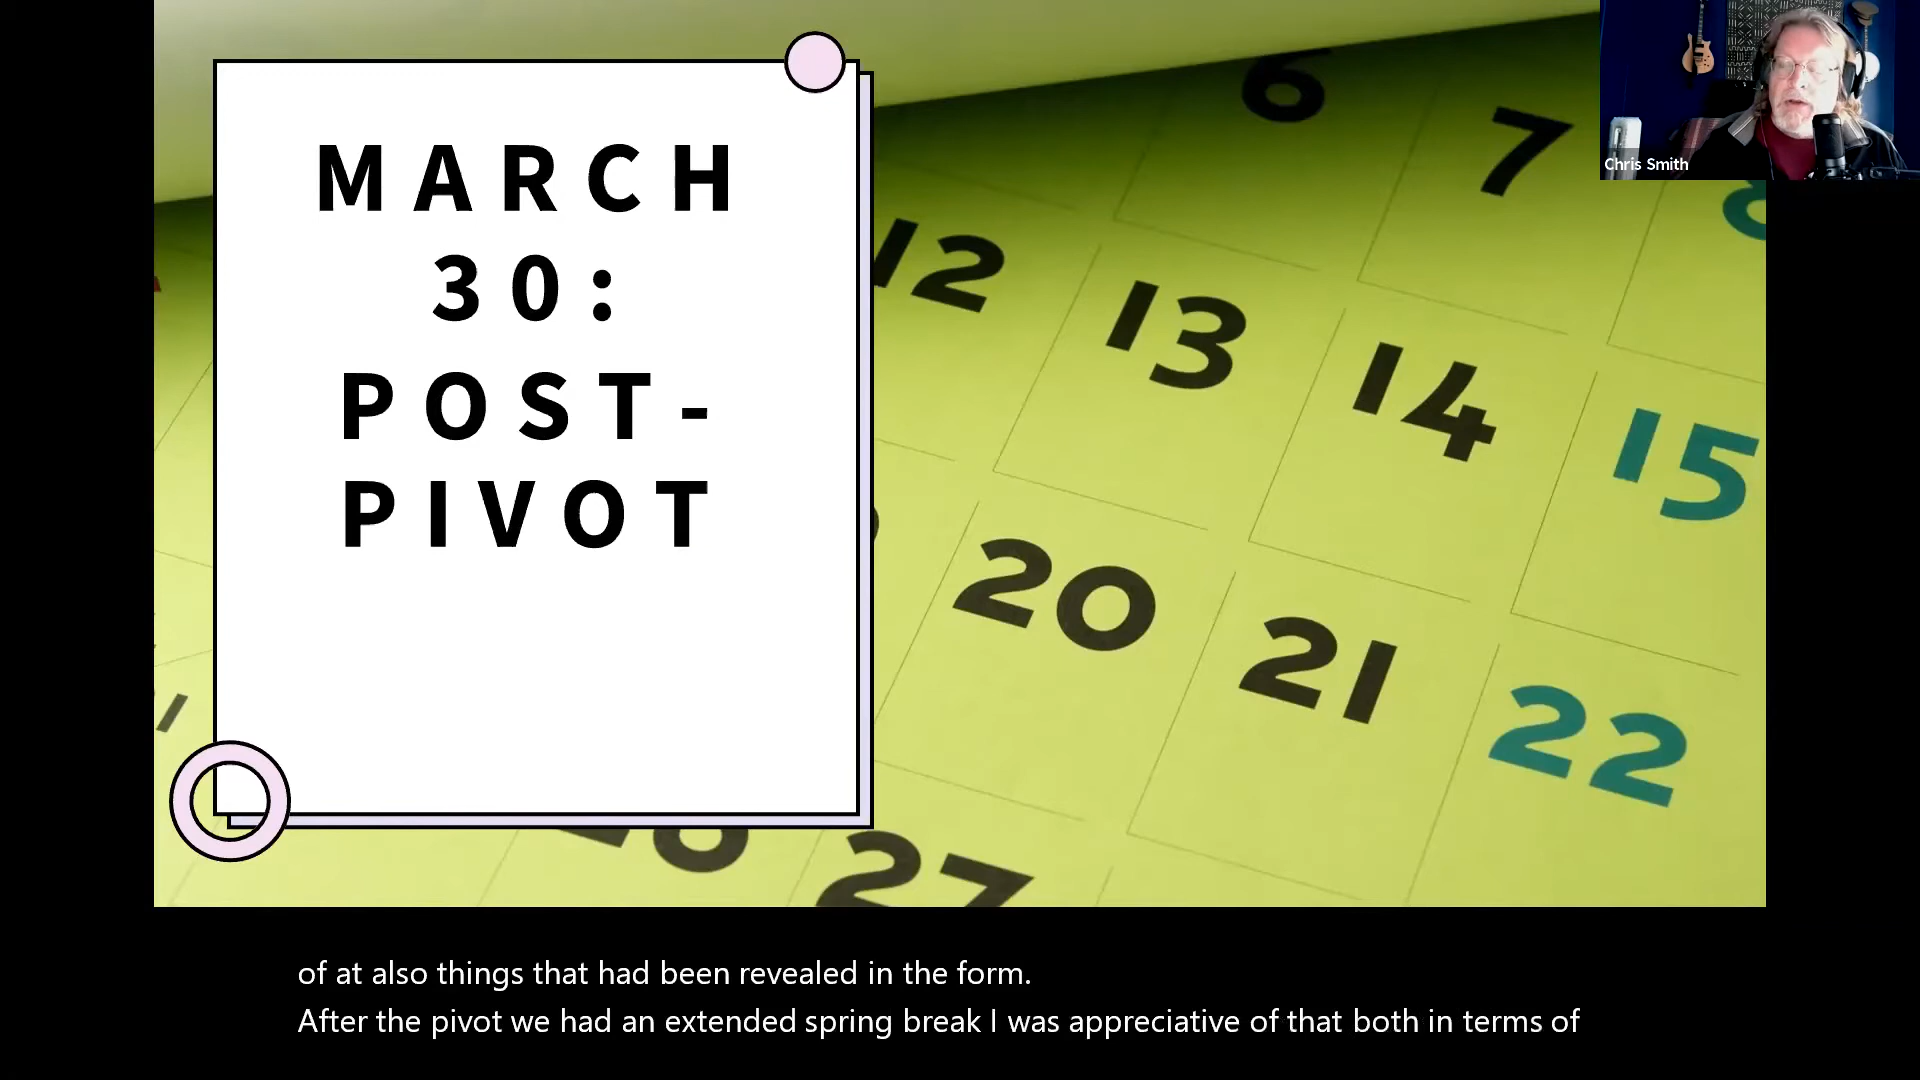 MARCH
30:
POST-
PIVOT
6
7
12
13
14
15
20
21
22
27
Chris Smith
of at also things that had been revealed in the form.
After the pivot we had an extended spring break I was appreciative of that both in terms of